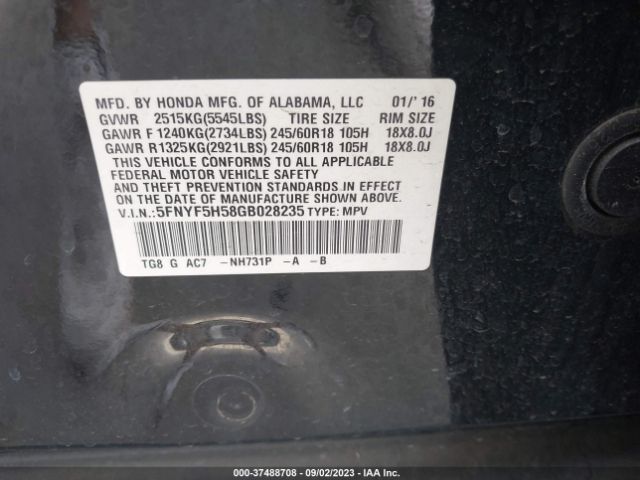 MFD. BY HONDA MFG. OF ALABAMA, LLC 01/'16
GVWR 2515KG(5545LBS) TIRE SIZE RIM SIZE
GAWR F 1240KG(2734LBS) 245/60R18 105H 18X8.0J
GAWR R1325KG(2921LBS) 245/60R18 105H 18X8.0J
THIS VEHICLE CONFORMS TO ALL APPLICABLE
FEDERAL MOTOR VEHICLE SAFETY
AND THEFT PREVENTION STANDARDS IN EFFECT ON
THE DATE OF MANUFACTURE SHOWN ABOVE.
V.I.N.:5FNYF5H58GB028235 TYPE: MPV
TG8 G AC7 -NH731P -A -B
000-37488708 - 09/02/2023 - IAA Inc.